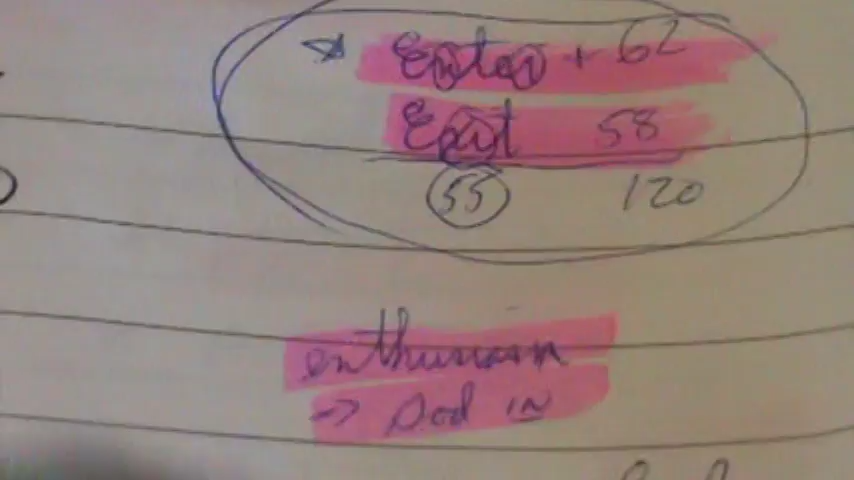 Enter + 62
Exit 58
55 120
enthusiasm
→ God IN